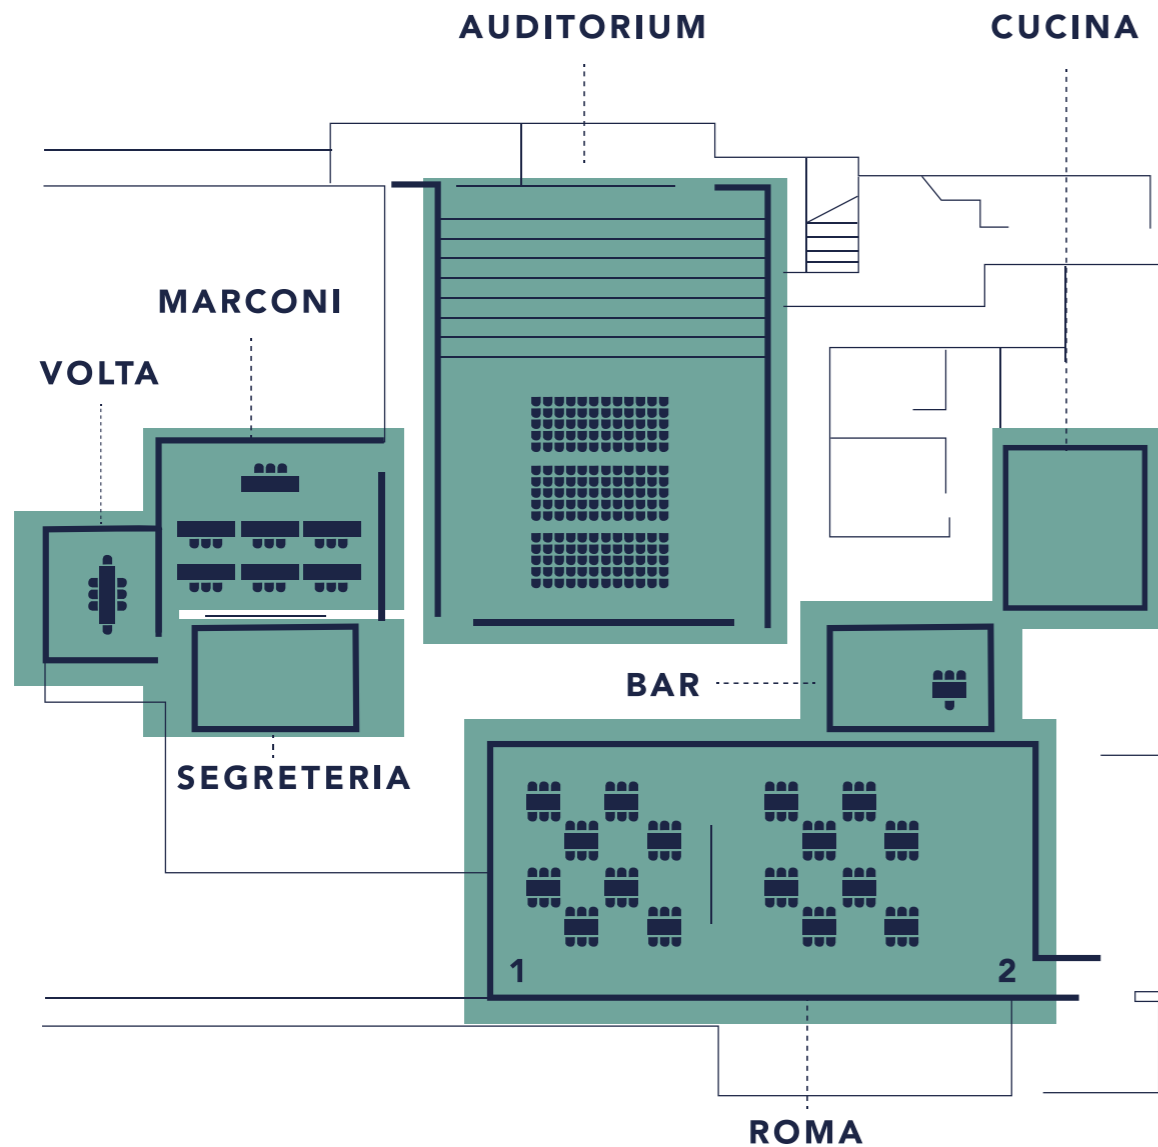 AUDITORIUM
CUCINA
MARCONI
VOLTA
BAR
SEGRETERIA
1
2
ROMA